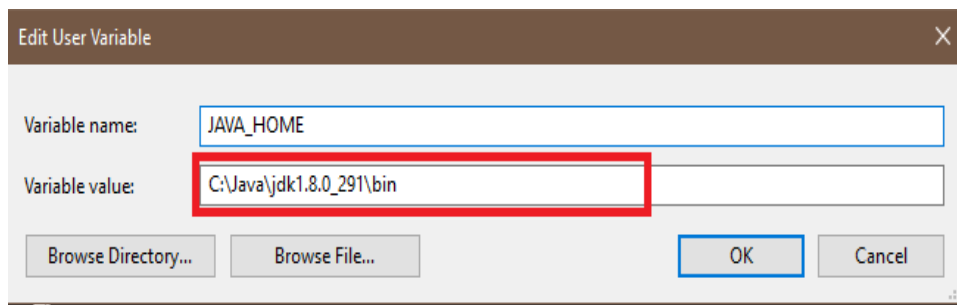 Edit User Variable
Variable name: JAVA_HOME
Variable value: C:\Java\jdk1.8.0_291\bin
Browse Directory... Browse File... OK Cancel